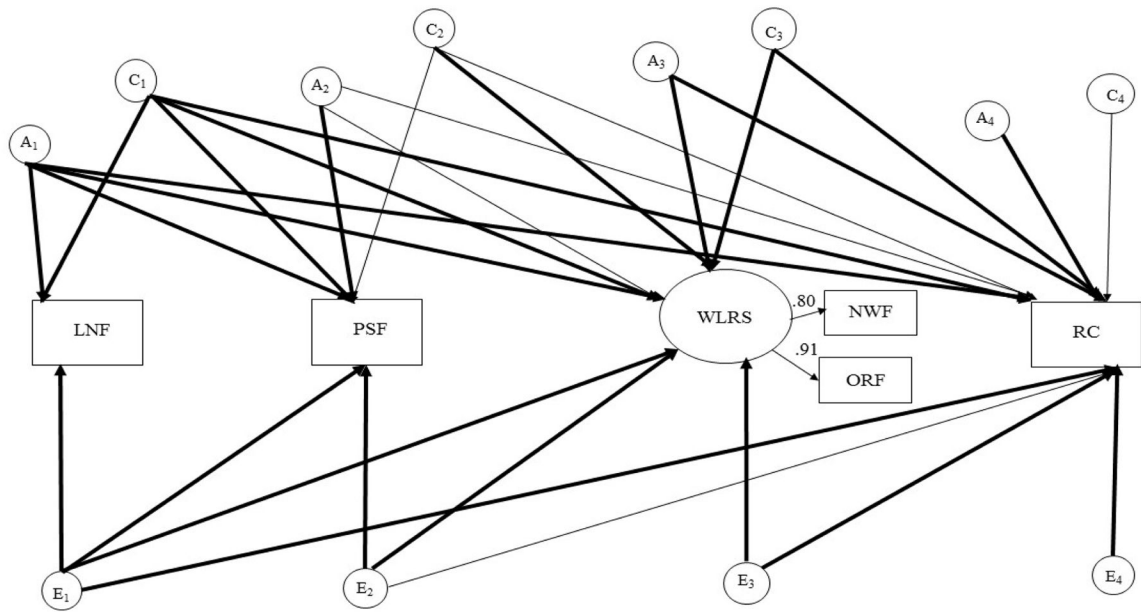 C₂
C₃
A₃
C₁
A₂
C₄
A₄
A₁
LNF
PSF
WLRS
.80
NWF
RC
.91
ORF
E₁
E₂
E₃
E₄